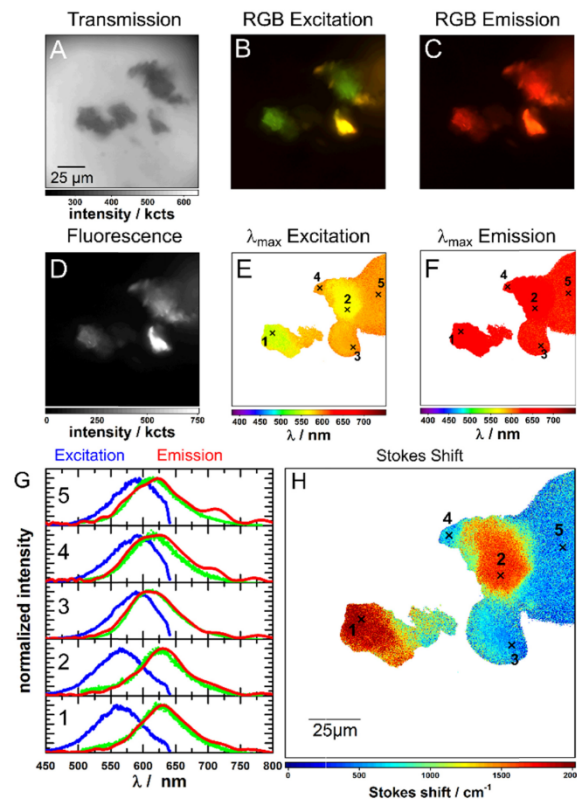 Transmission
RGB Excitation
RGB Emission
A
B
C
25 µm
300 400 500 600
intensity / kcts
Fluorescence
λmax Excitation
λmax Emission
D
E
F
4
5
2
1
3
4
5
2
1
3
0 250 500 750
intensity / kcts
400 450 500 550 600 650 700
λ / nm
400 450 500 550 600 650 700
λ / nm
Excitation
Emission
Stokes Shift
G
H
5
4
3
2
1
normalized intensity
450 500 550 600 650 700 750 800
λ / nm
4
5
2
1
3
25µm
0 500 1000 1500 200
Stokes shift / cm⁻¹